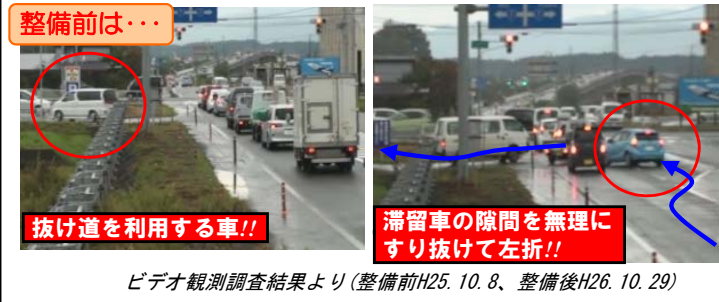 整備前は･･･
抜け道を利用する車!!
滞留車の隙間を無理に
すり抜けて左折!!
ビデオ観測調査結果より(整備前H25.10.8、整備後H26.10.29)